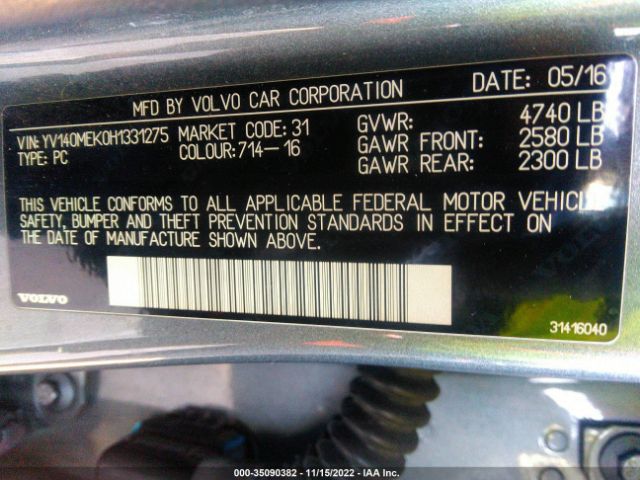 MFD BY VOLVO CAR CORPORATION DATE: 05/16
VIN: YV140MEK0H1331275 MARKET CODE: 31 GVWR: 4740 LB
TYPE: PC COLOUR: 714-16 GAWR FRONT: 2580 LB
GAWR REAR: 2300 LB
THIS VEHICLE CONFORMS TO ALL APPLICABLE FEDERAL MOTOR VEHICLE
SAFETY, BUMPER AND THEFT PREVENTION STANDARDS IN EFFECT ON
THE DATE OF MANUFACTURE SHOWN ABOVE.
VOLVO
31416040
000-35090382 - 11/15/2022 - IAA Inc.